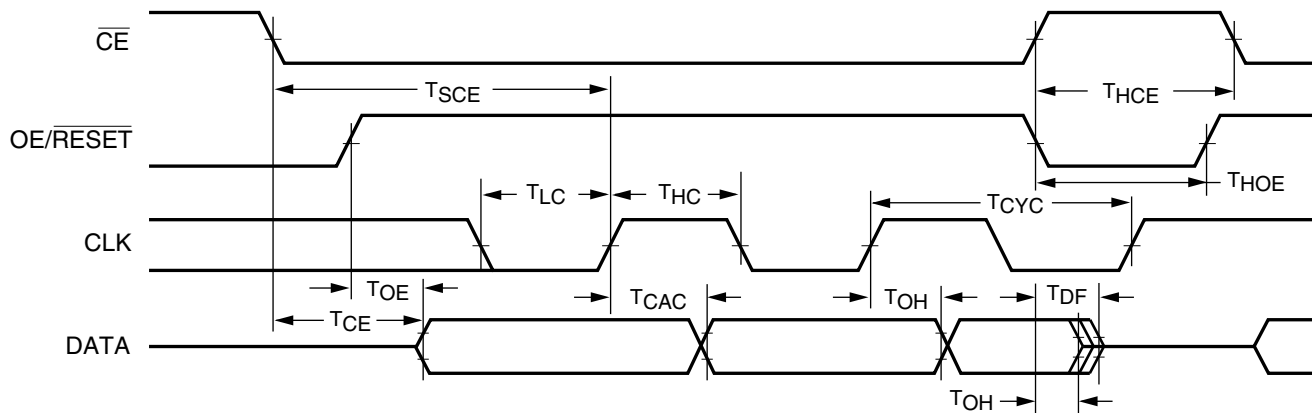 CE
TSCE
THCE
OE/RESET
TLC
THC
TCYC
THOE
CLK
TOE
TCE
TCAC
TOH
TDF
DATA
TOH